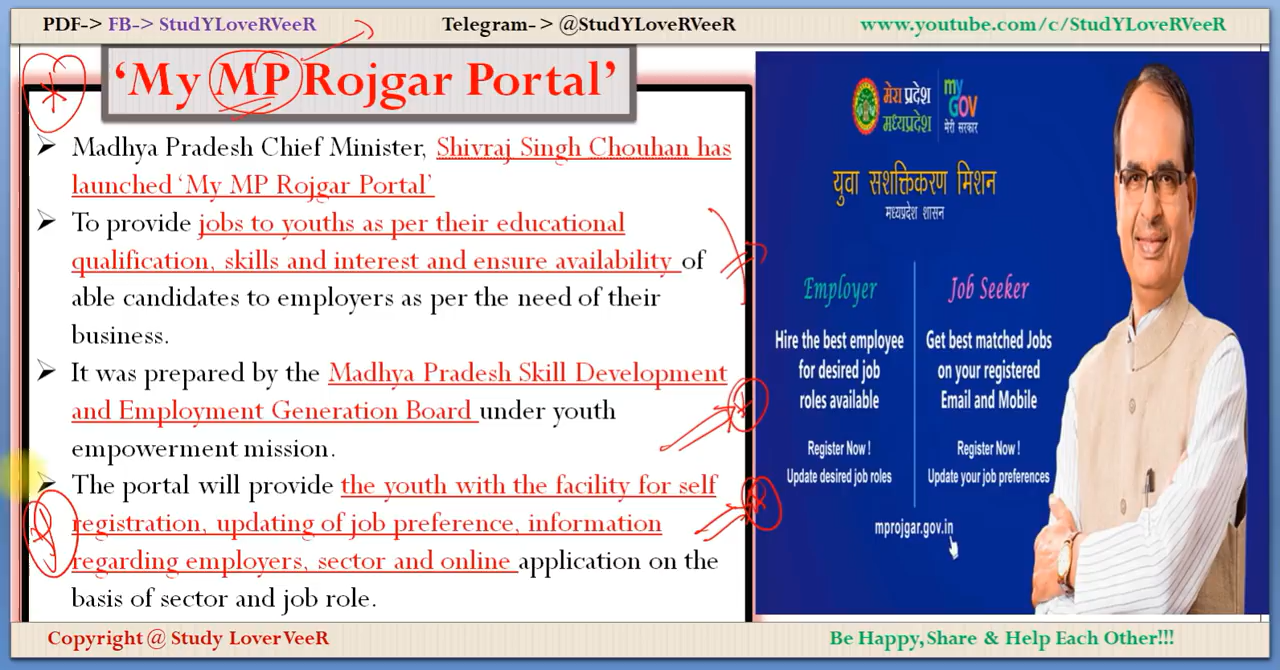 PDF-> FB-> StudYLoveRVeeR Telegram-> @StudYLoveRVeeR www.youtube.com/c/StudYLoveRVeeR
‘My MP Rojgar Portal’
➢ Madhya Pradesh Chief Minister, Shivraj Singh Chouhan has
launched ‘My MP Rojgar Portal’
➢ To provide jobs to youths as per their educational
qualification, skills and interest and ensure availability of
able candidates to employers as per the need of their
business.
➢ It was prepared by the Madhya Pradesh Skill Development
and Employment Generation Board under youth
empowerment mission.
➢ The portal will provide the youth with the facility for self
registration, updating of job preference, information
regarding employers, sector and online application on the
basis of sector and job role.
मेरा प्रदेश
मध्यप्रदेश
my
GOV
मेरी सरकार
युवा सशक्तिकरण मिशन
मध्यप्रदेश शासन
Employer
Hire the best employee
for desired job
roles available
Register Now !
Update desired job roles
Job Seeker
Get best matched Jobs
on your registered
Email and Mobile
Register Now !
Update your job preferences
mprojgar.gov.in
Copyright @ Study LoverVeeR Be Happy,Share & Help Each Other!!!